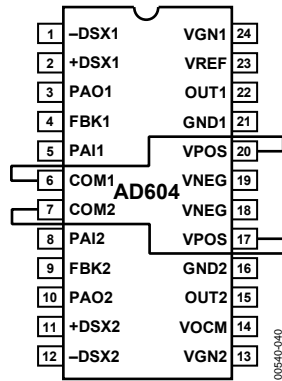 1 –DSX1 VGN1 24
2 +DSX1 VREF 23
3 PAO1 OUT1 22
4 FBK1 GND1 21
5 PAI1 VPOS 20
6 COM1 VNEG 19
AD604
7 COM2 VNEG 18
8 PAI2 VPOS 17
9 FBK2 GND2 16
10 PAO2 OUT2 15
11 +DSX2 VOCM 14
12 –DSX2 VGN2 13
00540-040